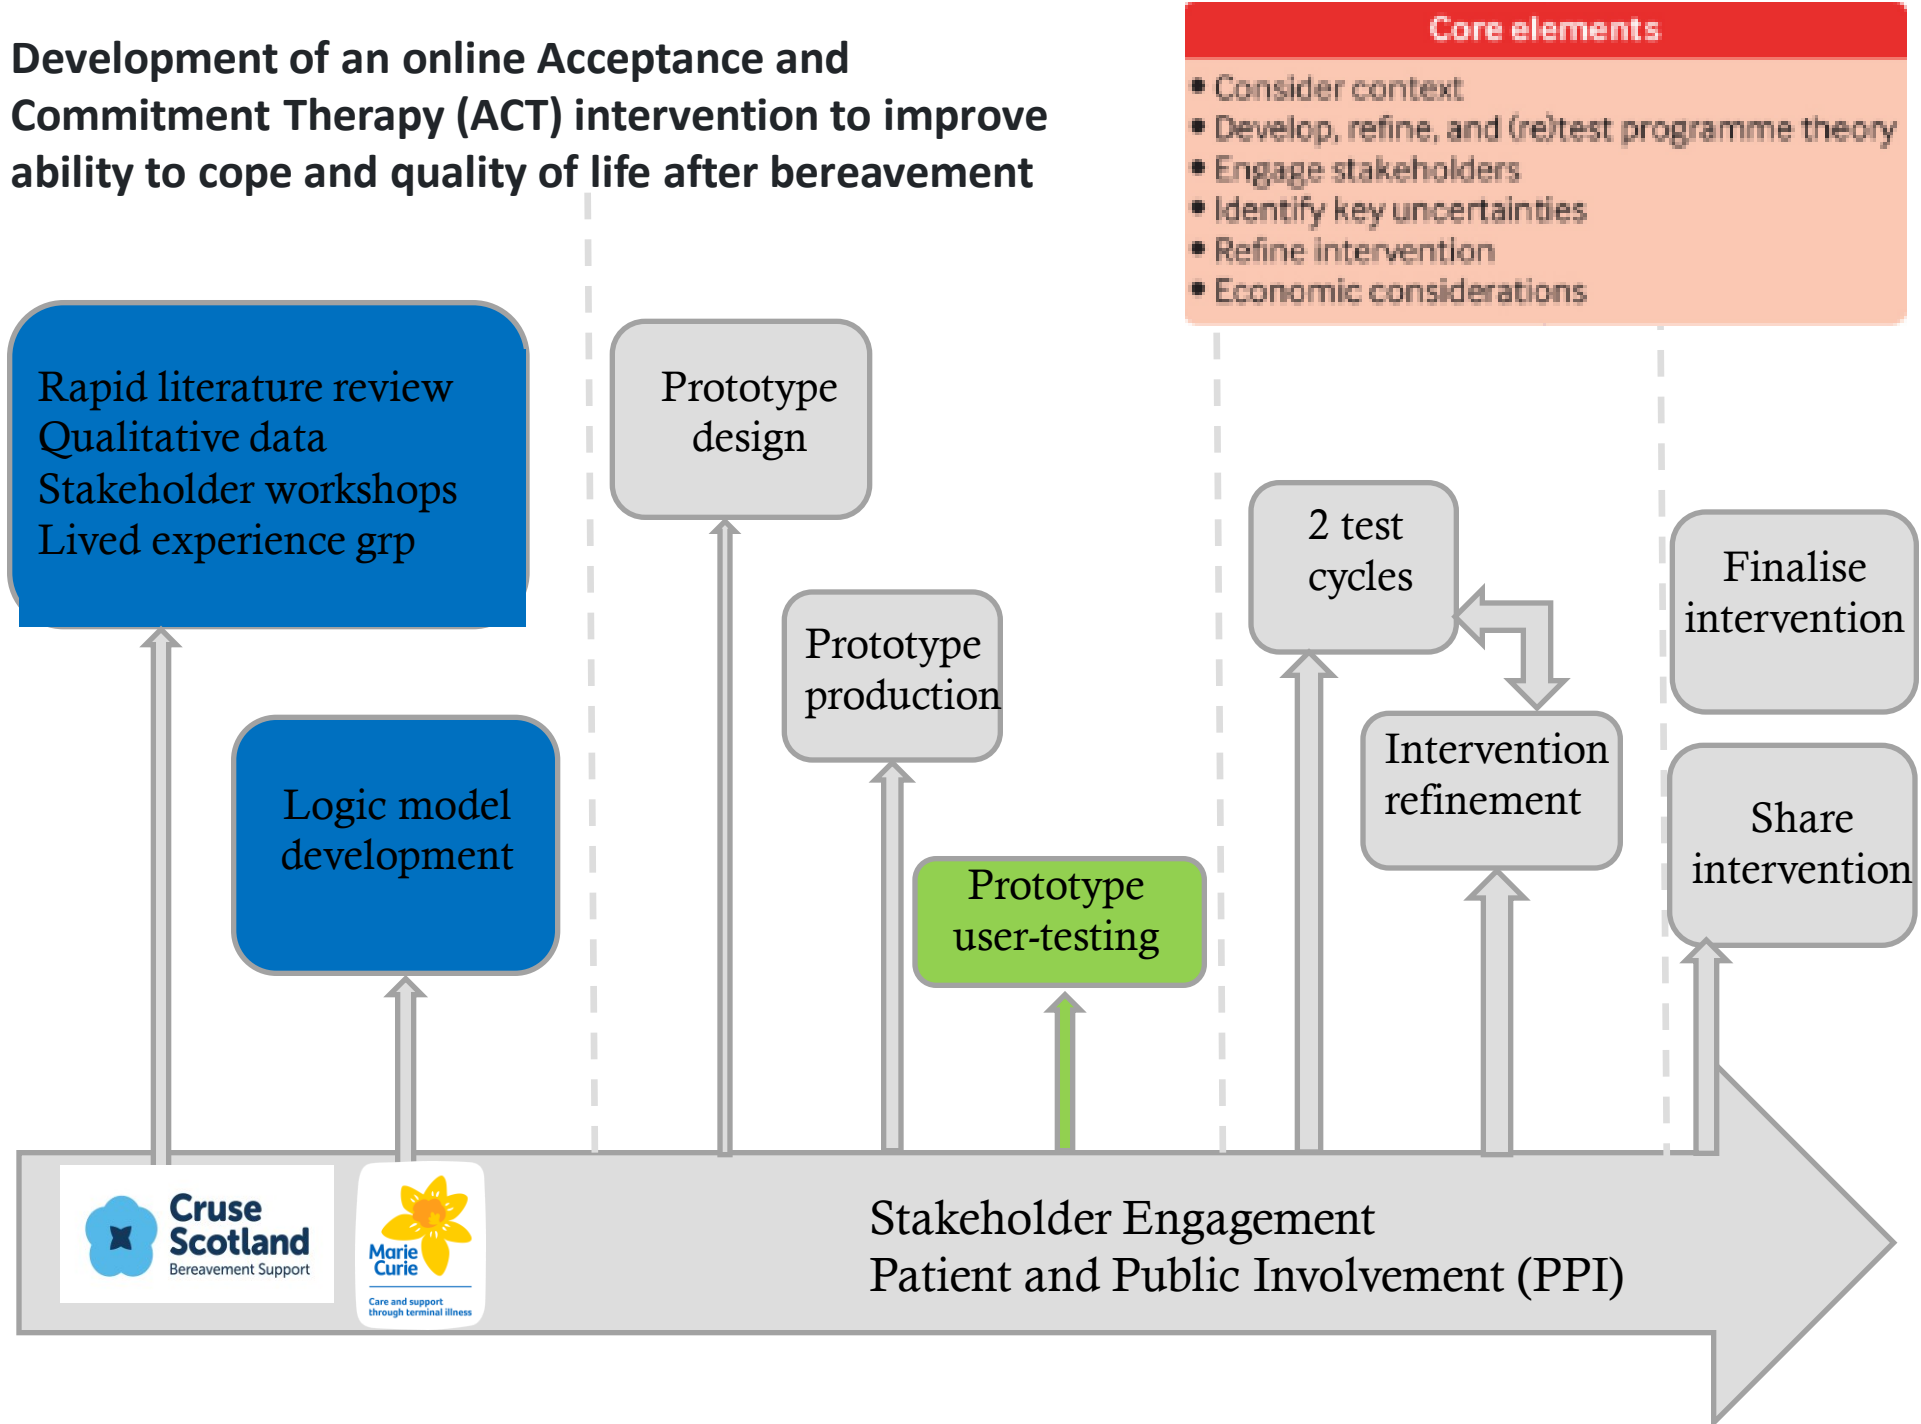 Development of an online Acceptance and
Commitment Therapy (ACT) intervention to improve
ability to cope and quality of life after bereavement
Core elements
• Consider context
• Develop, refine, and (re)test programme theory
• Engage stakeholders
• Identify key uncertainties
• Refine intervention
• Economic considerations
Rapid literature review
Qualitative data
Stakeholder workshops
Lived experience grp
Logic model
development
Prototype
design
Prototype
production
Prototype
user-testing
2 test
cycles
Intervention
refinement
Finalise
intervention
Share
intervention
Cruse
Scotland
Bereavement Support
Marie
Curie
Care and support
through terminal illness
Stakeholder Engagement
Patient and Public Involvement (PPI)